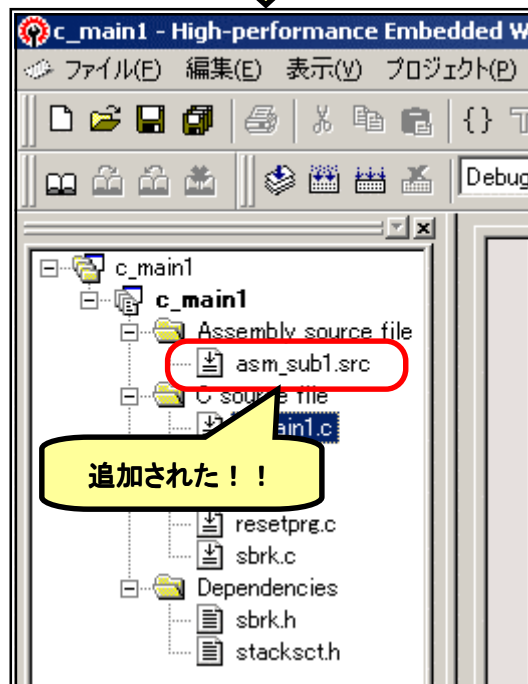 c_main1 - High-performance Embedded W
ファイル(F) 編集(E) 表示(V) プロジェクト(P)
{}
Debug
c_main1
c_main1
Assembly source file
asm_sub1.src
C source file
ain1.c
追加された！！
resetprg.c
sbrk.c
Dependencies
sbrk.h
stacksct.h